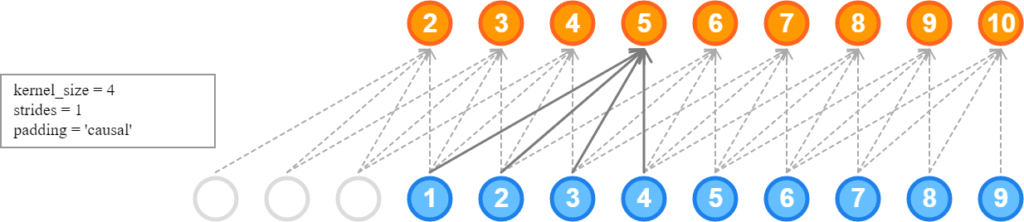 2 3 4 5 6 7 8 9 10
kernel_size = 4
strides = 1
padding = 'causal'
1 2 3 4 5 6 7 8 9